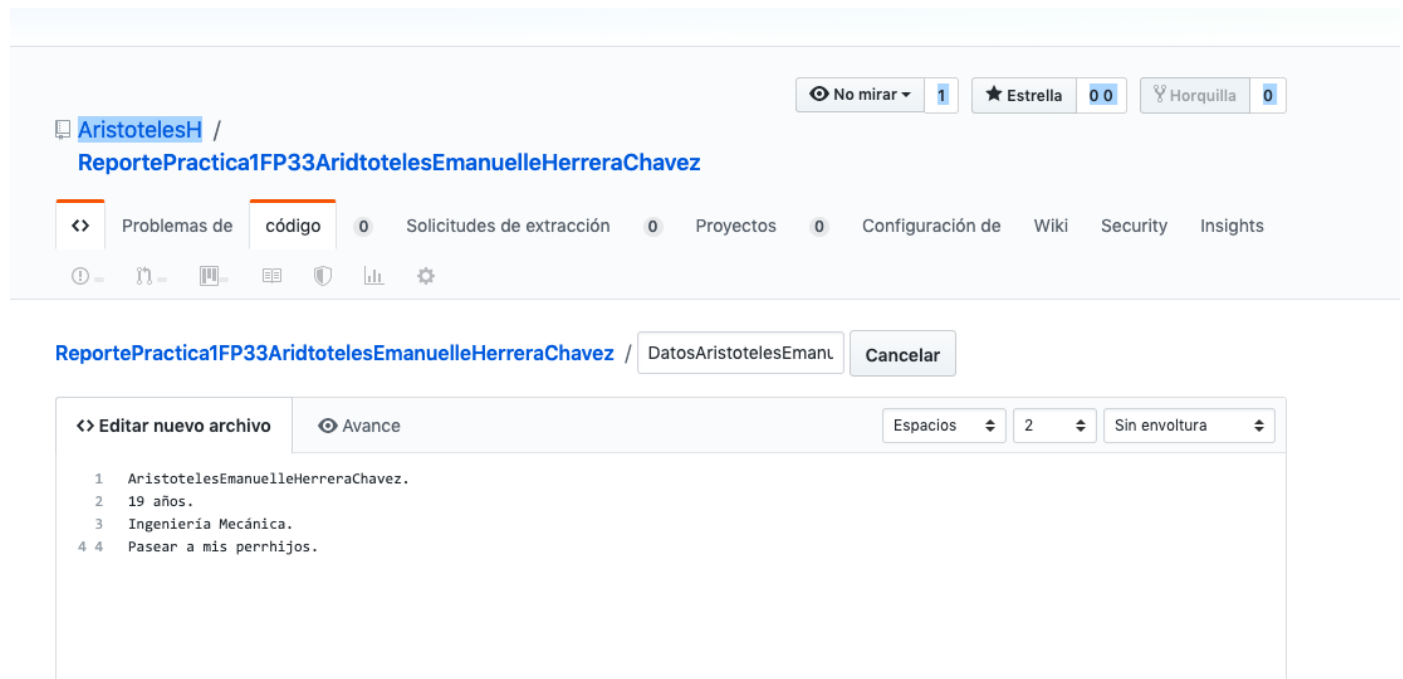 No mirar 1 Estrella 0 0 Horquilla 0
AristotelesH /
ReportePractica1FP33AridtotelesEmanuelleHerreraChavez
<> Problemas de código 0 Solicitudes de extracción 0 Proyectos 0 Configuración de Wiki Security Insights
ReportePractica1FP33AridtotelesEmanuelleHerreraChavez / DatosAristotelesEmanu Cancelar
<> Editar nuevo archivo Avance Espacios 2 Sin envoltura
1 AristotelesEmanuelleHerreraChavez.
2 19 años.
3 Ingeniería Mecánica.
4 4 Pasear a mis perrhijos.